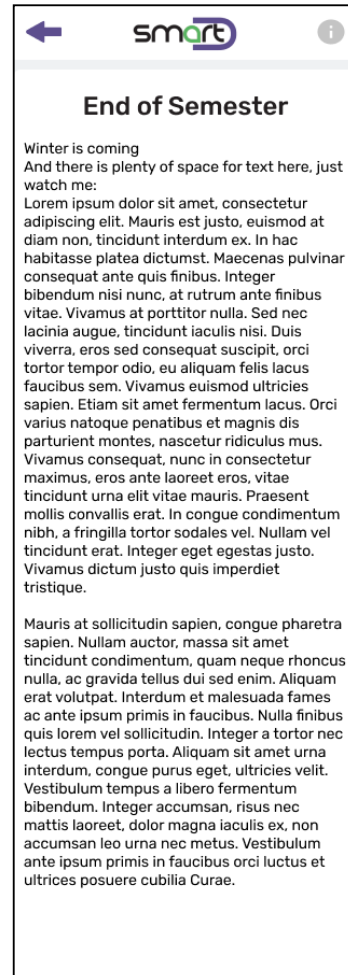 smart
i
End of Semester
Winter is coming
And there is plenty of space for text here, just
watch me:
Lorem ipsum dolor sit amet, consectetur
adipiscing elit. Mauris est justo, euismod at
diam non, tincidunt interdum ex. In hac
habitasse platea dictumst. Maecenas pulvinar
consequat ante quis finibus. Integer
bibendum nisi nunc, at rutrum ante finibus
vitae. Vivamus at porttitor nulla. Sed nec
lacinia augue, tincidunt iaculis nisi. Duis
viverra, eros sed consequat suscipit, orci
tortor tempor odio, eu aliquam felis lacus
faucibus sem. Vivamus euismod ultricies
sapien. Etiam sit amet fermentum lacus. Orci
varius natoque penatibus et magnis dis
parturient montes, nascetur ridiculus mus.
Vivamus consequat, nunc in consectetur
maximus, eros ante laoreet eros, vitae
tincidunt urna elit vitae mauris. Praesent
mollis convallis erat. In congue condimentum
nibh, a fringilla tortor sodales vel. Nullam vel
tincidunt erat. Integer eget egestas justo.
Vivamus dictum justo quis imperdiet
tristique.
Mauris at sollicitudin sapien, congue pharetra
sapien. Nullam auctor, massa sit amet
tincidunt condimentum, quam neque rhoncus
nulla, ac gravida tellus dui sed enim. Aliquam
erat volutpat. Interdum et malesuada fames
ac ante ipsum primis in faucibus. Nulla finibus
quis lorem vel sollicitudin. Integer a tortor nec
lectus tempus porta. Aliquam sit amet urna
interdum, congue purus eget, ultricies velit.
Vestibulum tempus a libero fermentum
bibendum. Integer accumsan, risus nec
mattis laoreet, dolor magna iaculis ex, non
accumsan leo urna nec metus. Vestibulum
ante ipsum primis in faucibus orci luctus et
ultrices posuere cubilia Curae.